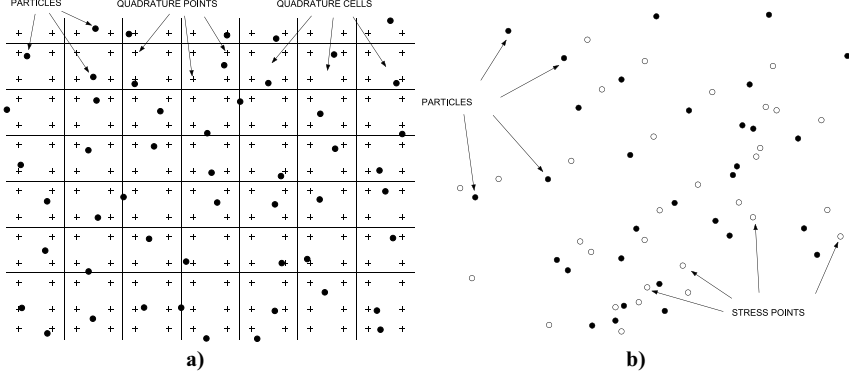 PARTICLES
QUADRATURE POINTS
QUADRATURE CELLS
PARTICLES
STRESS POINTS
a)
b)